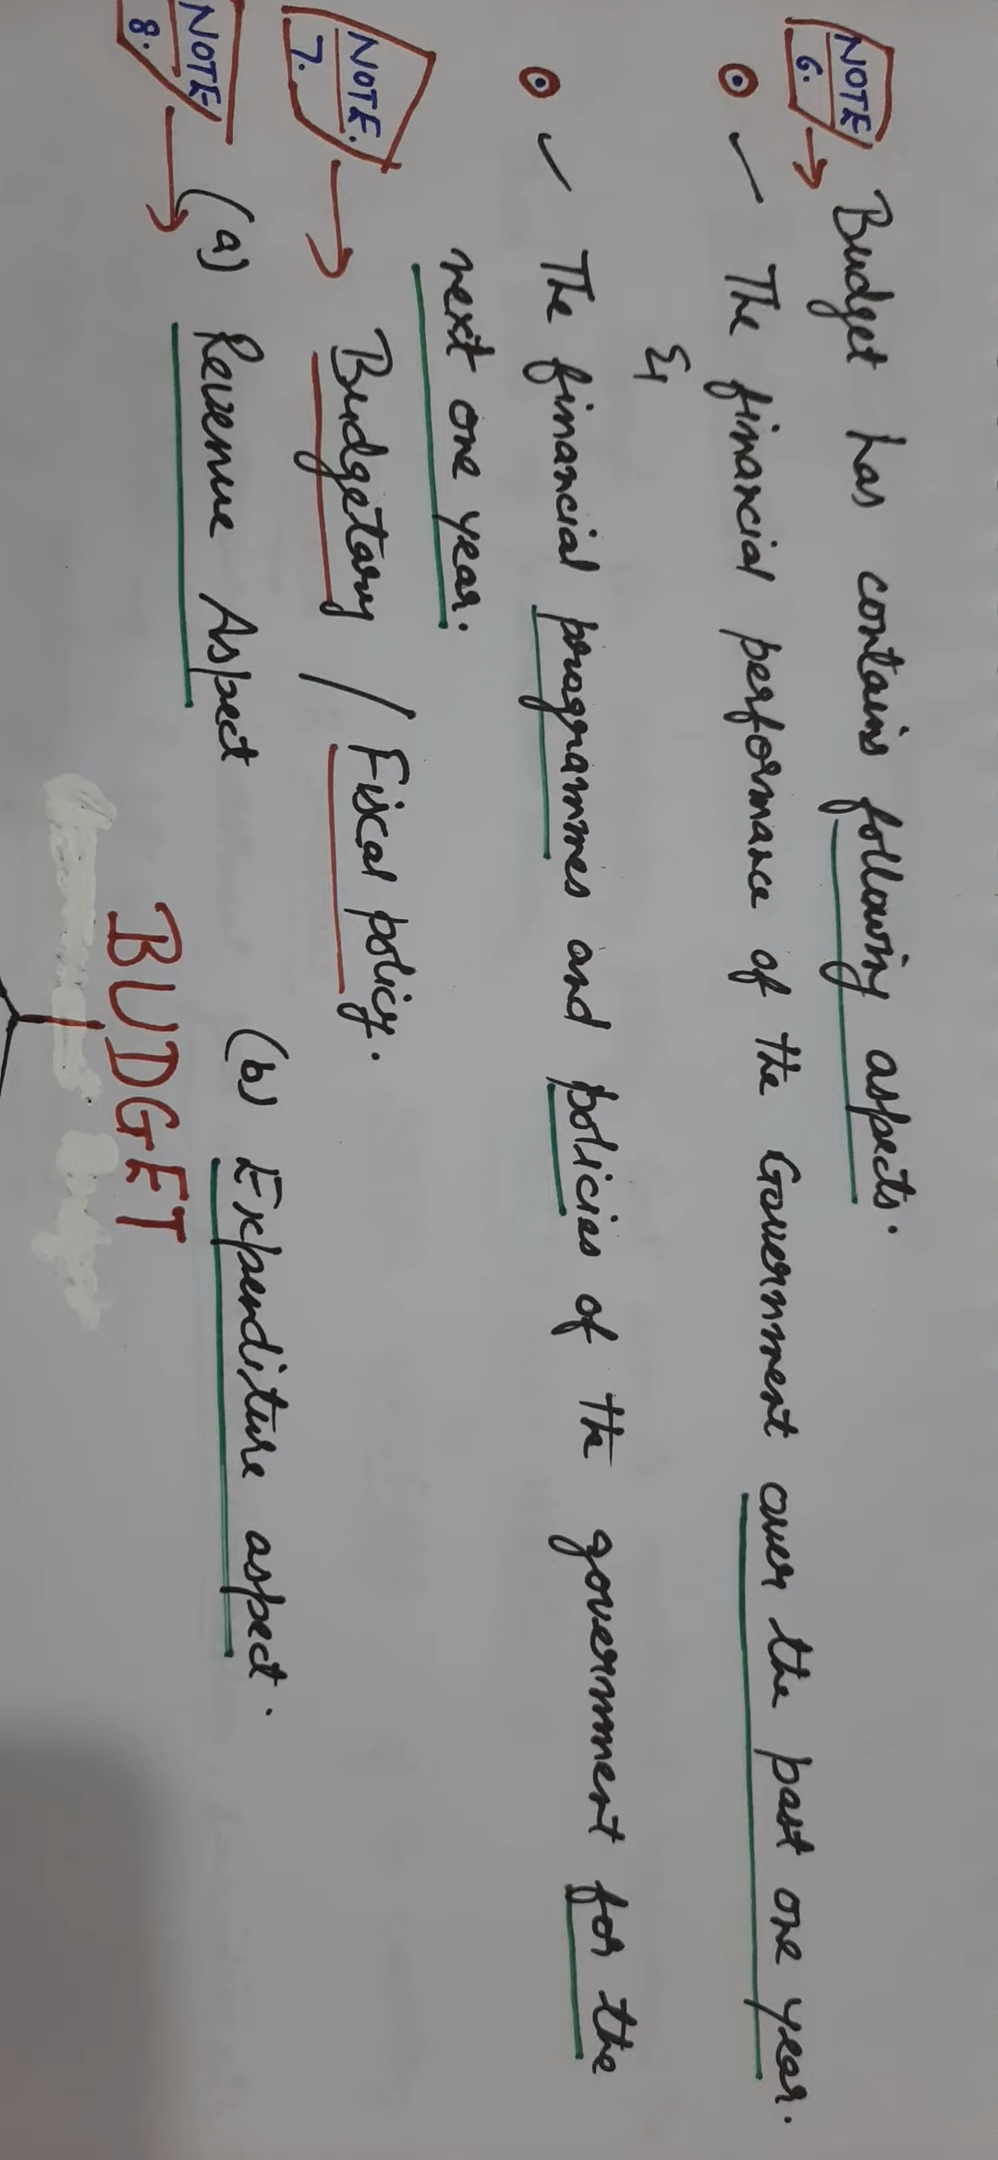 NOTE 6. → Budget has contains following aspects.
✓ The financial performance of the Government over the past one year.
&
✓ The financial programmes and policies of the government for the
next one year.
NOTE. 7. → Budgetary / Fiscal policy.
NOTE 8. → (a) Revenue Aspect (b) Expenditure aspect.
BUDGET